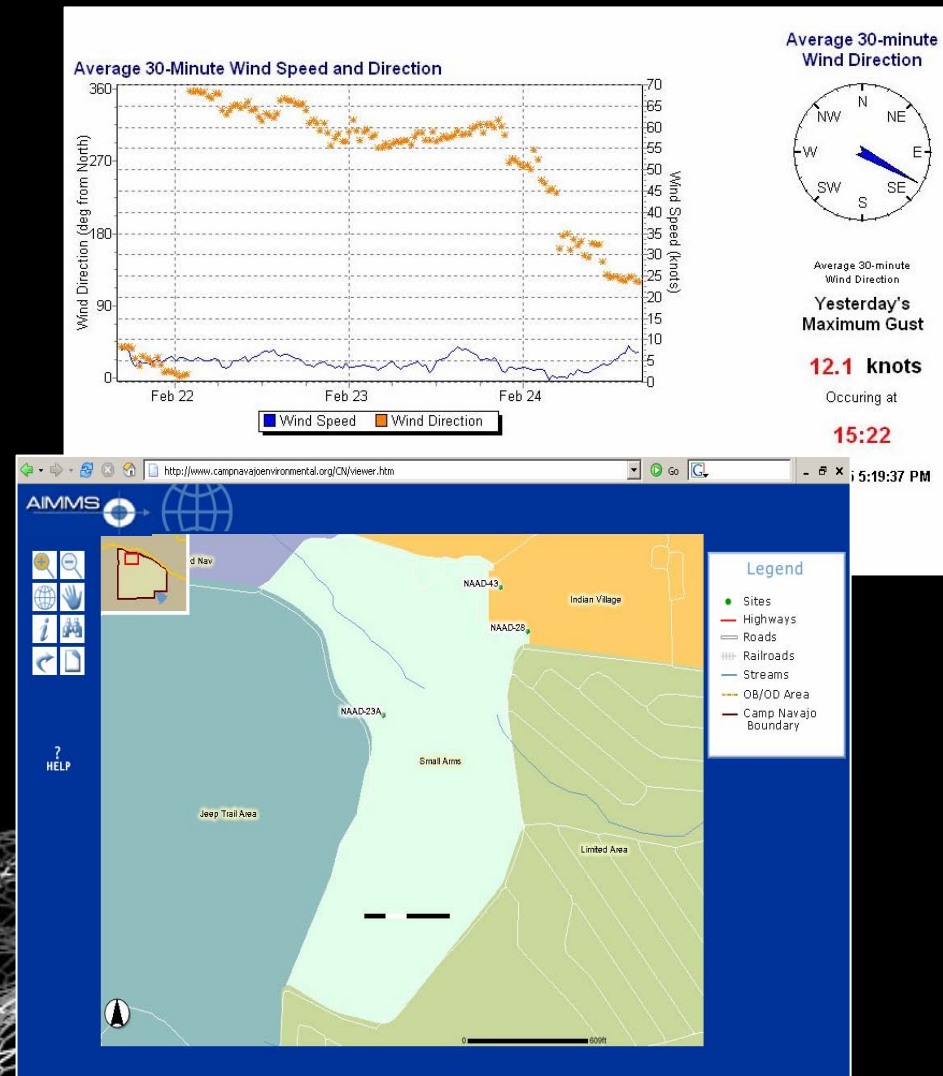 Average 30-Minute Wind Speed and Direction
360
270
180
90
0
Wind Direction (deg from North)
70
65
60
55
50
45
40
35
30
25
20
15
10
5
0
Wind Speed (knots)
Feb 22
Feb 23
Feb 24
Wind Speed
Wind Direction
Average 30-minute
Wind Direction
N
NE
E
SE
S
SW
W
NW
Average 30-minute
Wind Direction
Yesterday's
Maximum Gust
12.1 knots
Occuring at
15:22
5:19:37 PM
http://www.campnavajoenvironmental.org/CN/viewer.htm
Go
G
AIMMS
?
HELP
d Nav
NAAD-43
Indian Village
NAAD-28
NAAD-23A
Small Arms
Jeep Trail Area
Limited Area
0
609ft
Legend
Sites
Highways
Roads
Railroads
Streams
OB/OD Area
Camp Navajo
Boundary